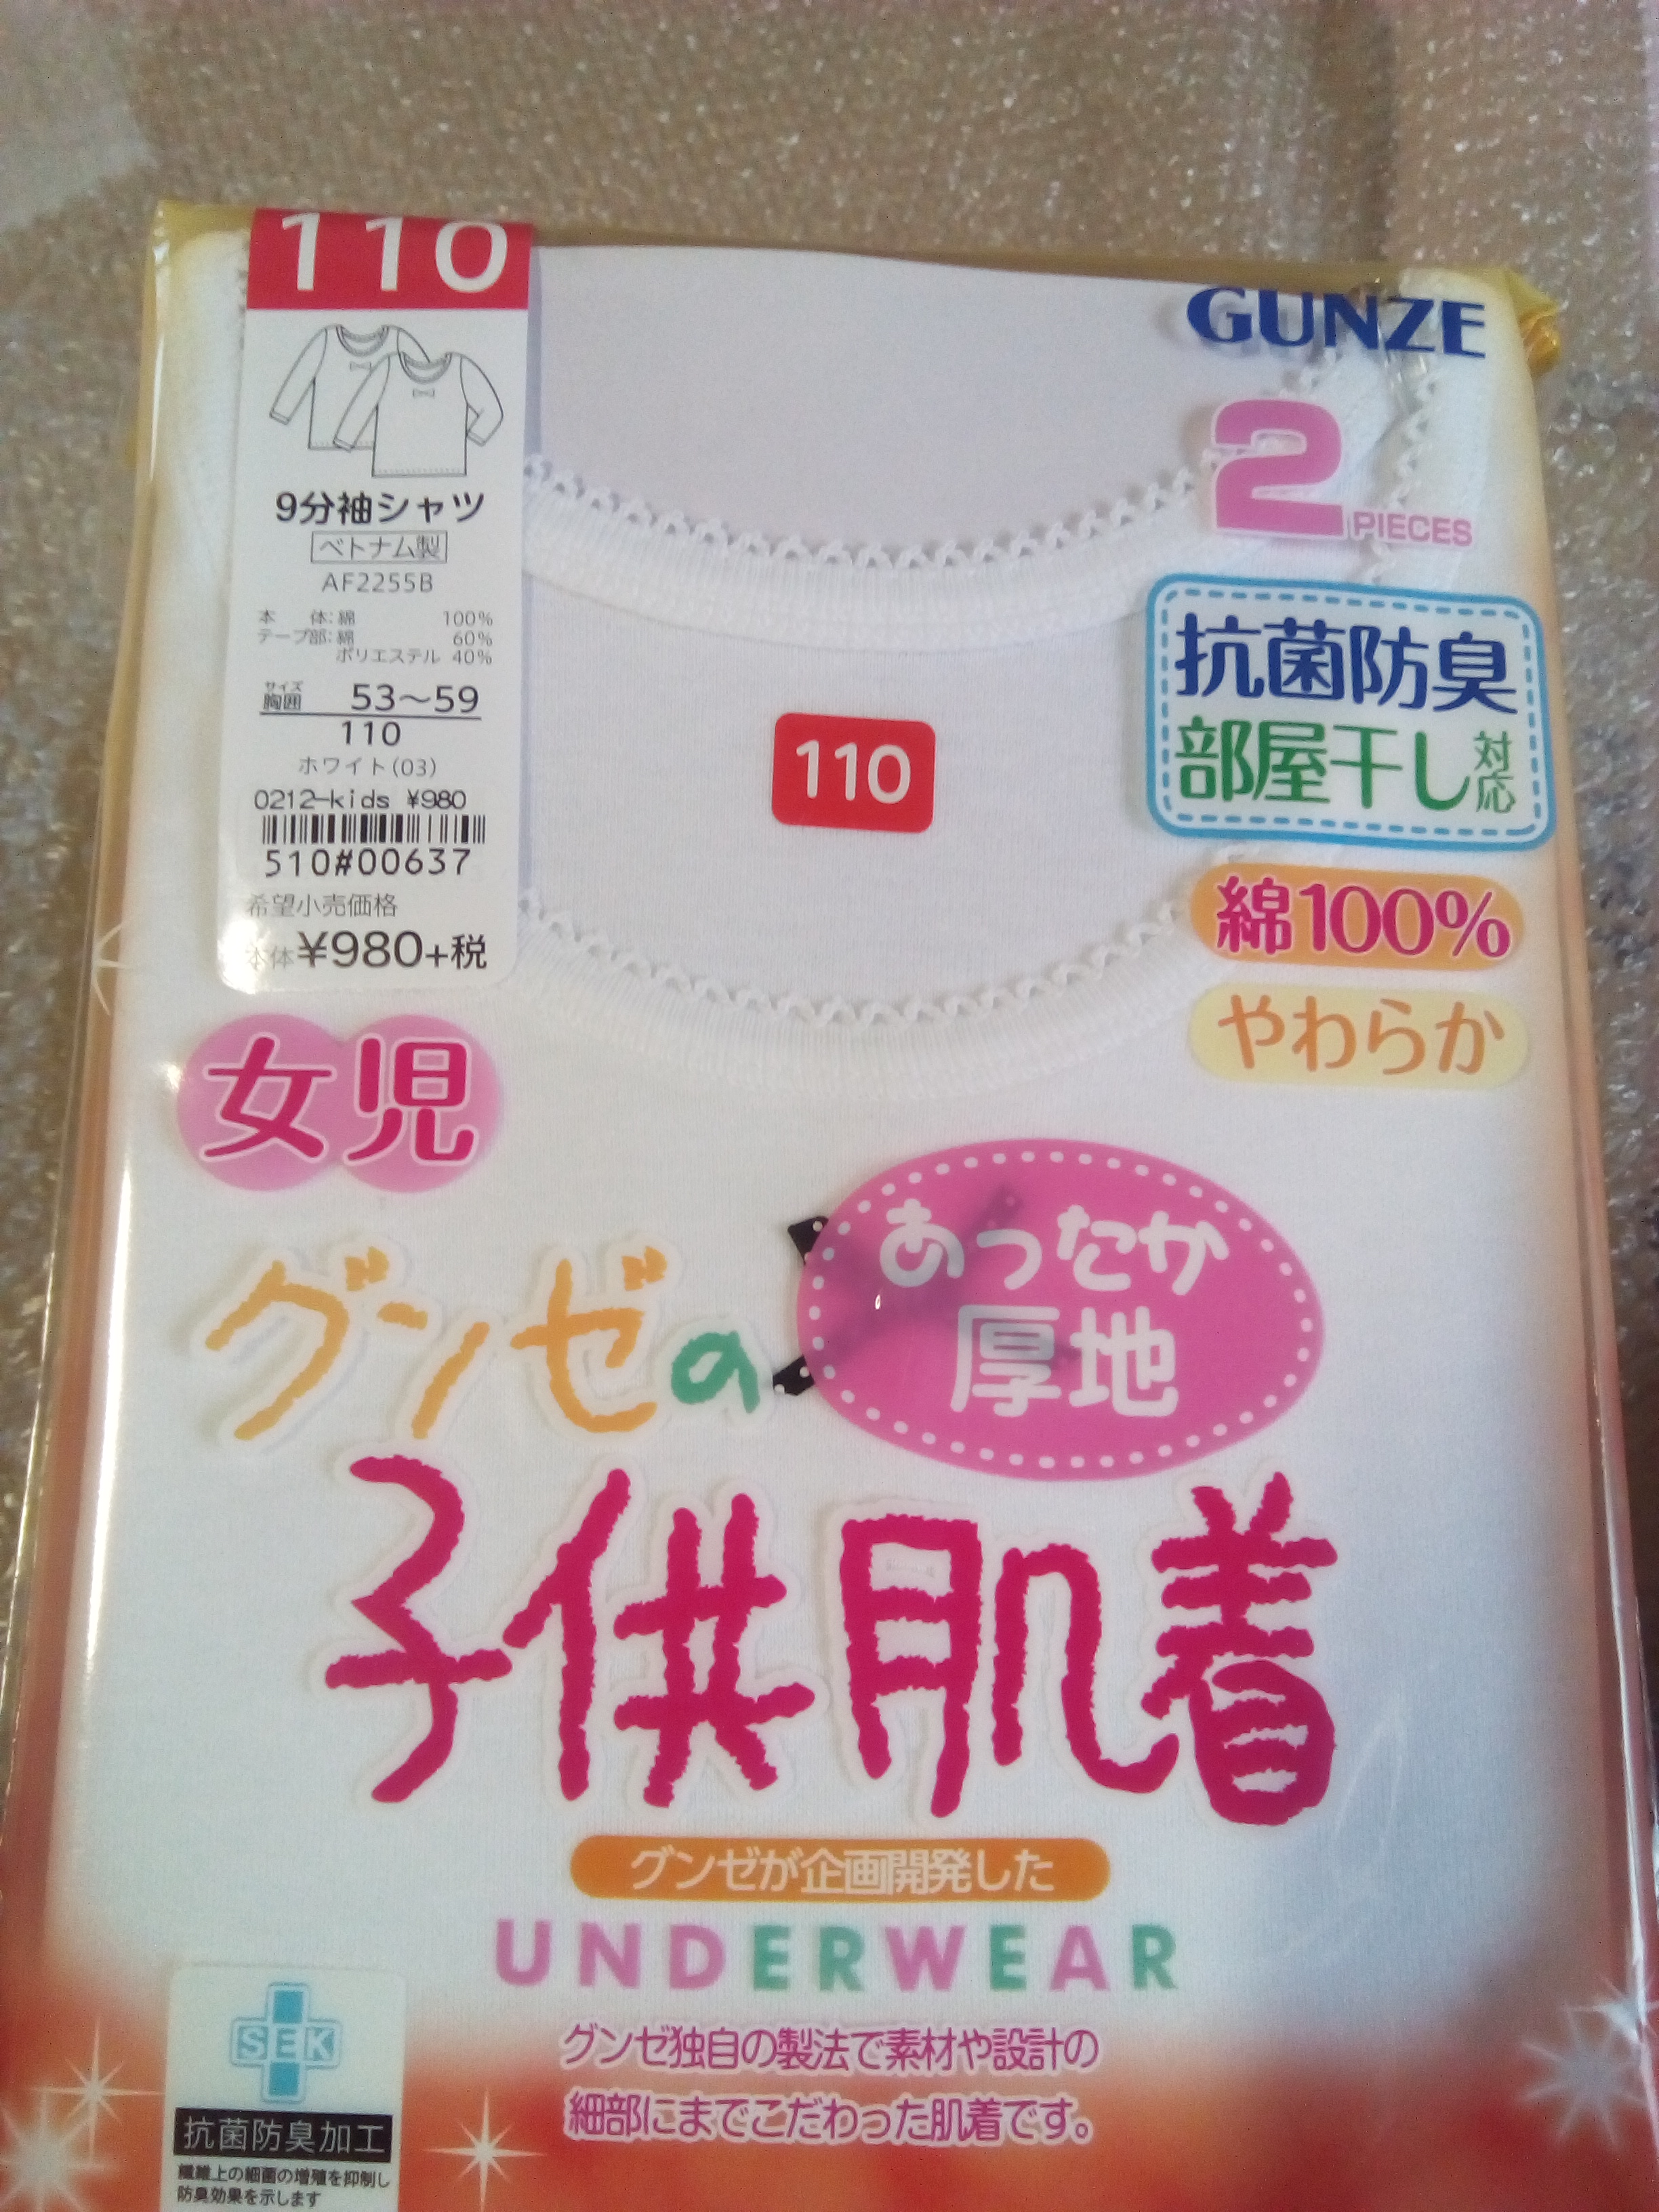 110
9分袖シャツ
ベトナム製
AF2255B
本 体:綿 100%
テープ部:綿 60%
ポリエステル 40%
サイズ
胸囲 53~59
110
ホワイト(03)
0212-kids ¥980
510#00637
希望小売価格
本体¥980+税
GUNZE
2 PIECES
110
抗菌防臭
部屋干し対応
綿100%
やわらか
女児
あったか
厚地
グンゼの
子供肌着
グンゼが企画開発した
UNDERWEAR
グンゼ独自の製法で素材や設計の
細部にまでこだわった肌着です。
SEK
抗菌防臭加工
繊維上の細菌の増殖を抑制し
防臭効果を示します